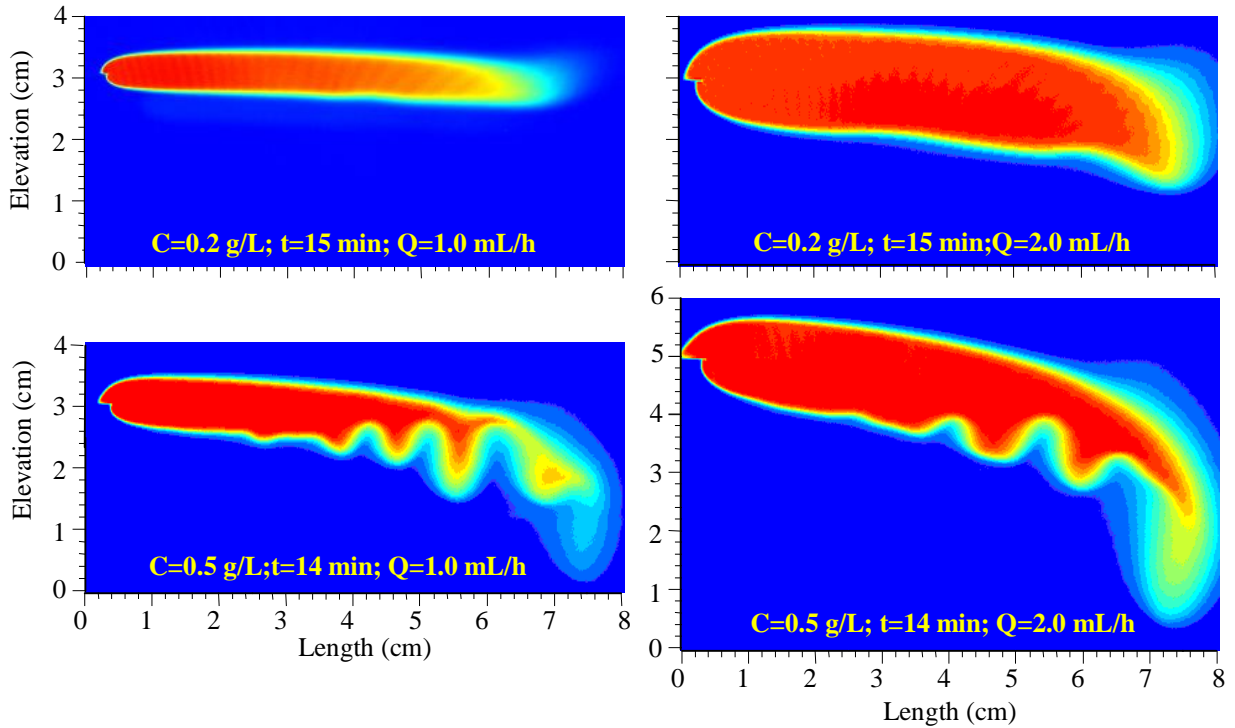 4
3
2
1
0
Elevation (cm)
C=0.2 g/L; t=15 min; Q=1.0 mL/h
C=0.2 g/L; t=15 min;Q=2.0 mL/h
4
3
2
1
0
Elevation (cm)
C=0.5 g/L;t=14 min; Q=1.0 mL/h
0 1 2 3 4 5 6 7 8
Length (cm)
6
5
4
3
2
1
0
C=0.5 g/L; t=14 min; Q=2.0 mL/h
0 1 2 3 4 5 6 7 8
Length (cm)